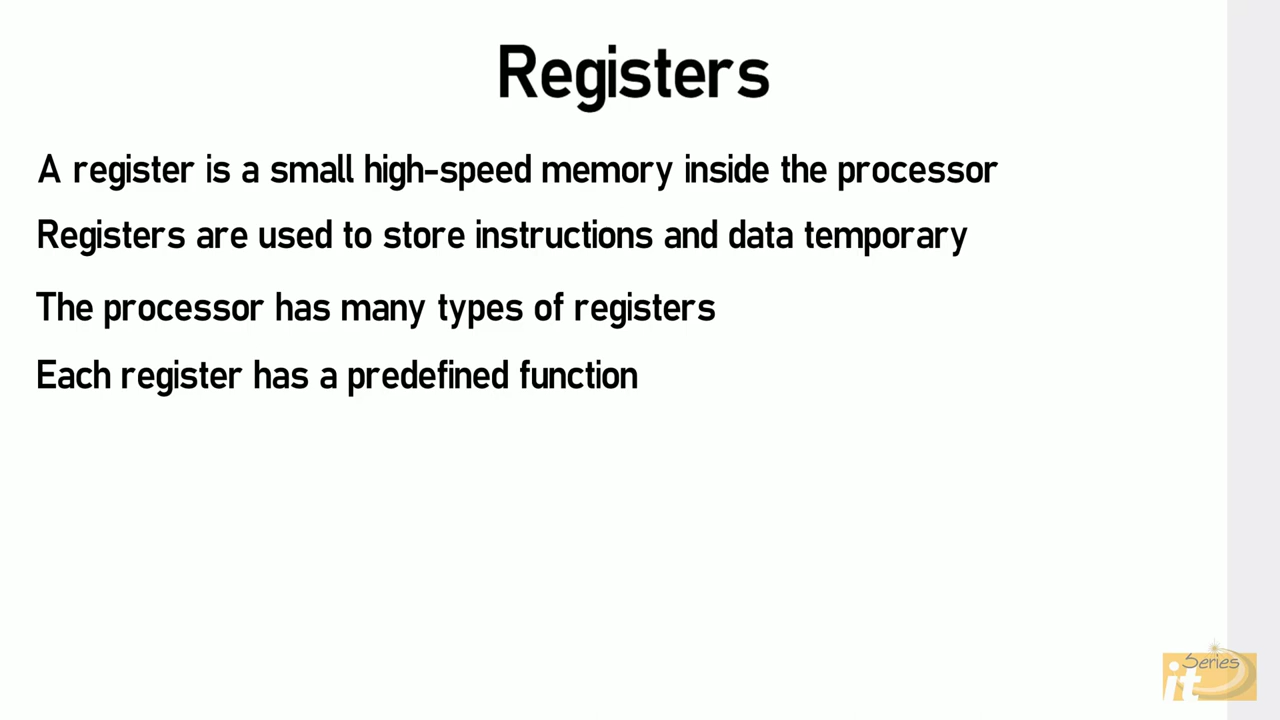 Registers
A register is a small high-speed memory inside the processor
Registers are used to store instructions and data temporary
The processor has many types of registers
Each register has a predefined function
Series
it